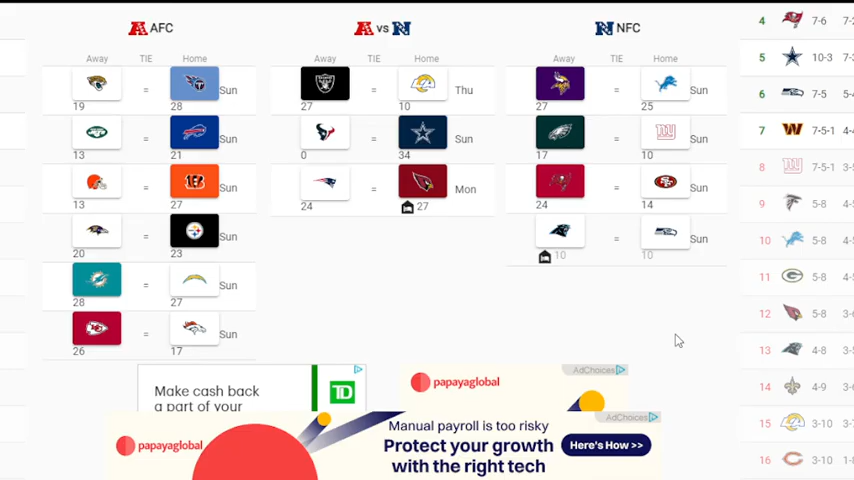 AFC
Away TIE Home
19 = 28 Sun
13 = 21 Sun
13 = 27 Sun
20 = 23 Sun
28 = 27 Sun
26 = 17 Sun
vs
Away TIE Home
27 = 10 Thu
0 = 34 Sun
24 = 27 Mon
NFC
Away TIE Home
27 = 25 Sun
17 = 10 Sun
24 = 14 Sun
10 = 10 Sun
4 7-6
5 10-3
6 7-5
7 W 7-5-1
8 7-5-1
9 5-8
10 5-8
11 5-8
12 5-8
13 4-8
14 4-9
15 3-10
16 3-10
Make cash back
a part of your
TD
papayaglobal
AdChoices
papayaglobal
Manual payroll is too risky
Protect your growth
with the right tech
Here's How >>
AdChoices